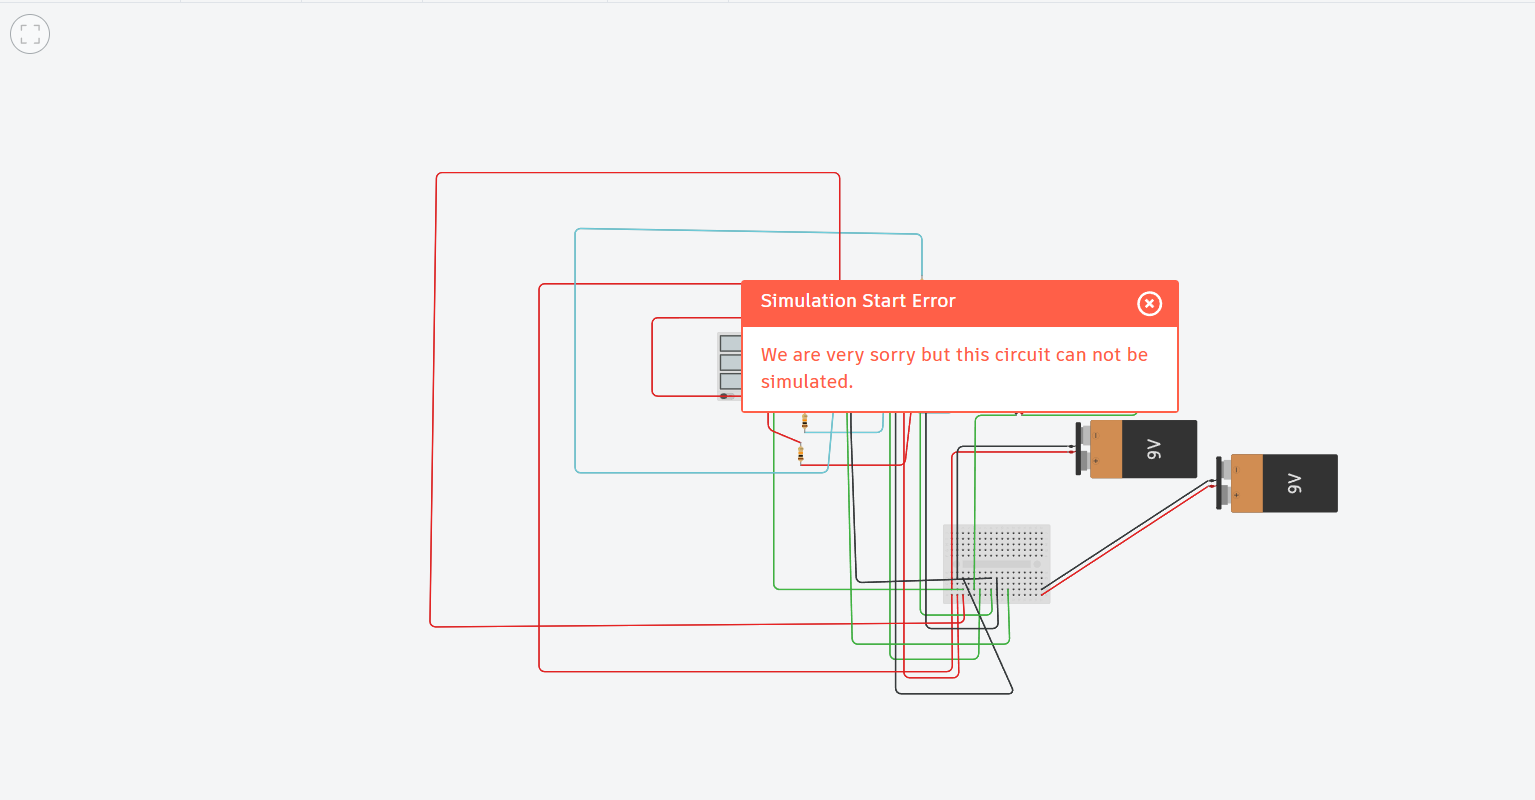 Simulation Start Error
We are very sorry but this circuit can not be
simulated.
9V
9V